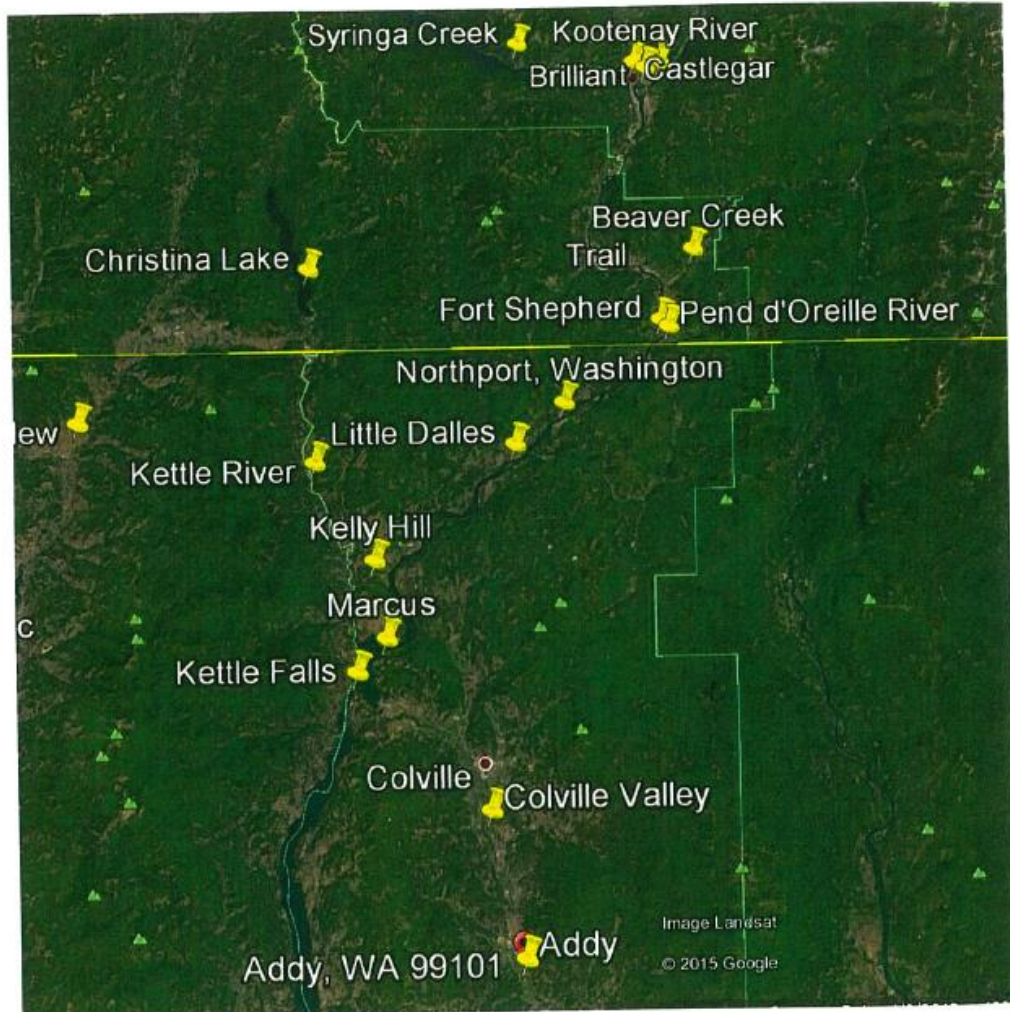 Syringa Creek
Kootenay River
Brilliant
Castlegar
Beaver Creek
Trail
Christina Lake
Fort Shepherd
Pend d'Oreille River
Northport, Washington
Little Dalles
Kettle River
Kelly Hill
Marcus
Kettle Falls
Colville
Colville Valley
Image Landsat
Addy
© 2015 Google
Addy, WA 99101